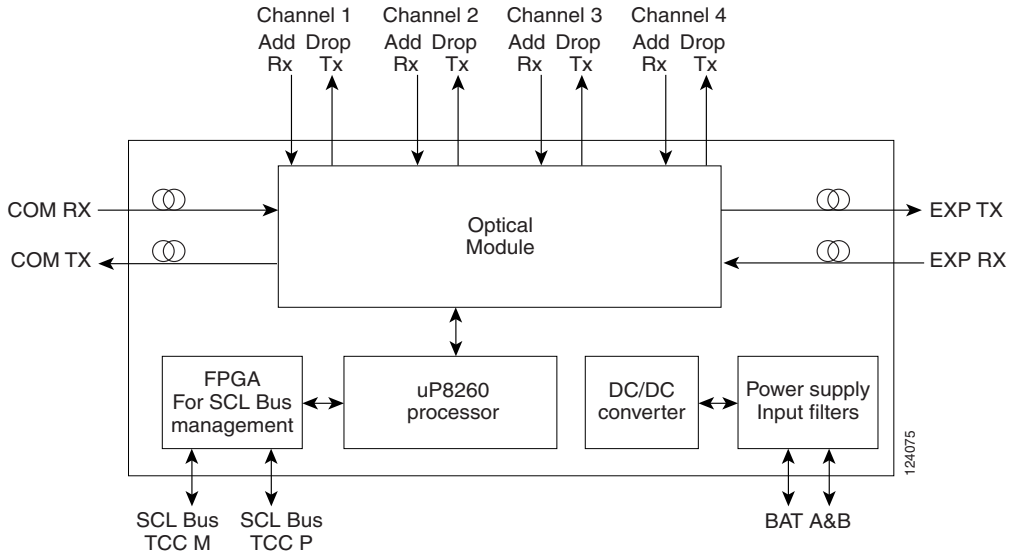 Channel 1 Channel 2 Channel 3 Channel 4
Add Drop Add Drop Add Drop Add Drop
Rx Tx Rx Tx Rx Tx Rx Tx
COM RX
COM TX
Optical
Module
EXP TX
EXP RX
FPGA
For SCL Bus
management
uP8260
processor
DC/DC
converter
Power supply
Input filters
124075
SCL Bus
TCC M
SCL Bus
TCC P
BAT A&B